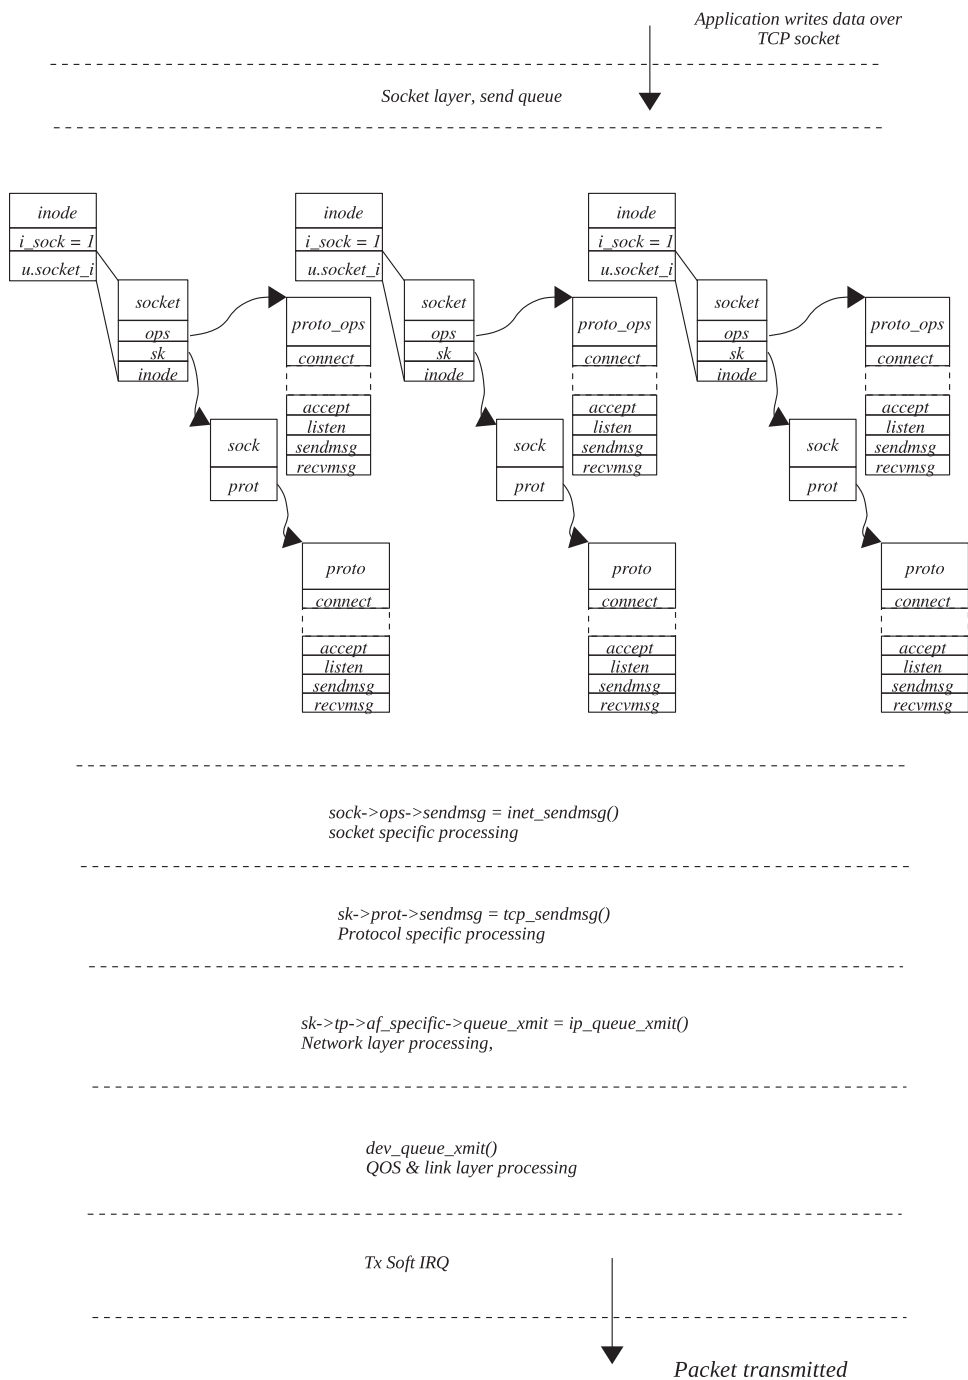 Application writes data over
TCP socket
Socket layer, send queue
inode
i_sock = 1
u.socket_i
socket
ops
sk
inode
proto_ops
connect
accept
listen
sendmsg
recvmsg
sock
prot
proto
connect
accept
listen
sendmsg
recvmsg
inode
i_sock = 1
u.socket_i
socket
ops
sk
inode
proto_ops
connect
accept
listen
sendmsg
recvmsg
sock
prot
proto
connect
accept
listen
sendmsg
recvmsg
inode
i_sock = 1
u.socket_i
socket
ops
sk
inode
proto_ops
connect
accept
listen
sendmsg
recvmsg
sock
prot
proto
connect
accept
listen
sendmsg
recvmsg
sock->ops->sendmsg = inet_sendmsg()
socket specific processing
sk->prot->sendmsg = tcp_sendmsg()
Protocol specific processing
sk->tp->af_specific->queue_xmit = ip_queue_xmit()
Network layer processing,
dev_queue_xmit()
QOS & link layer processing
Tx Soft IRQ
Packet transmitted